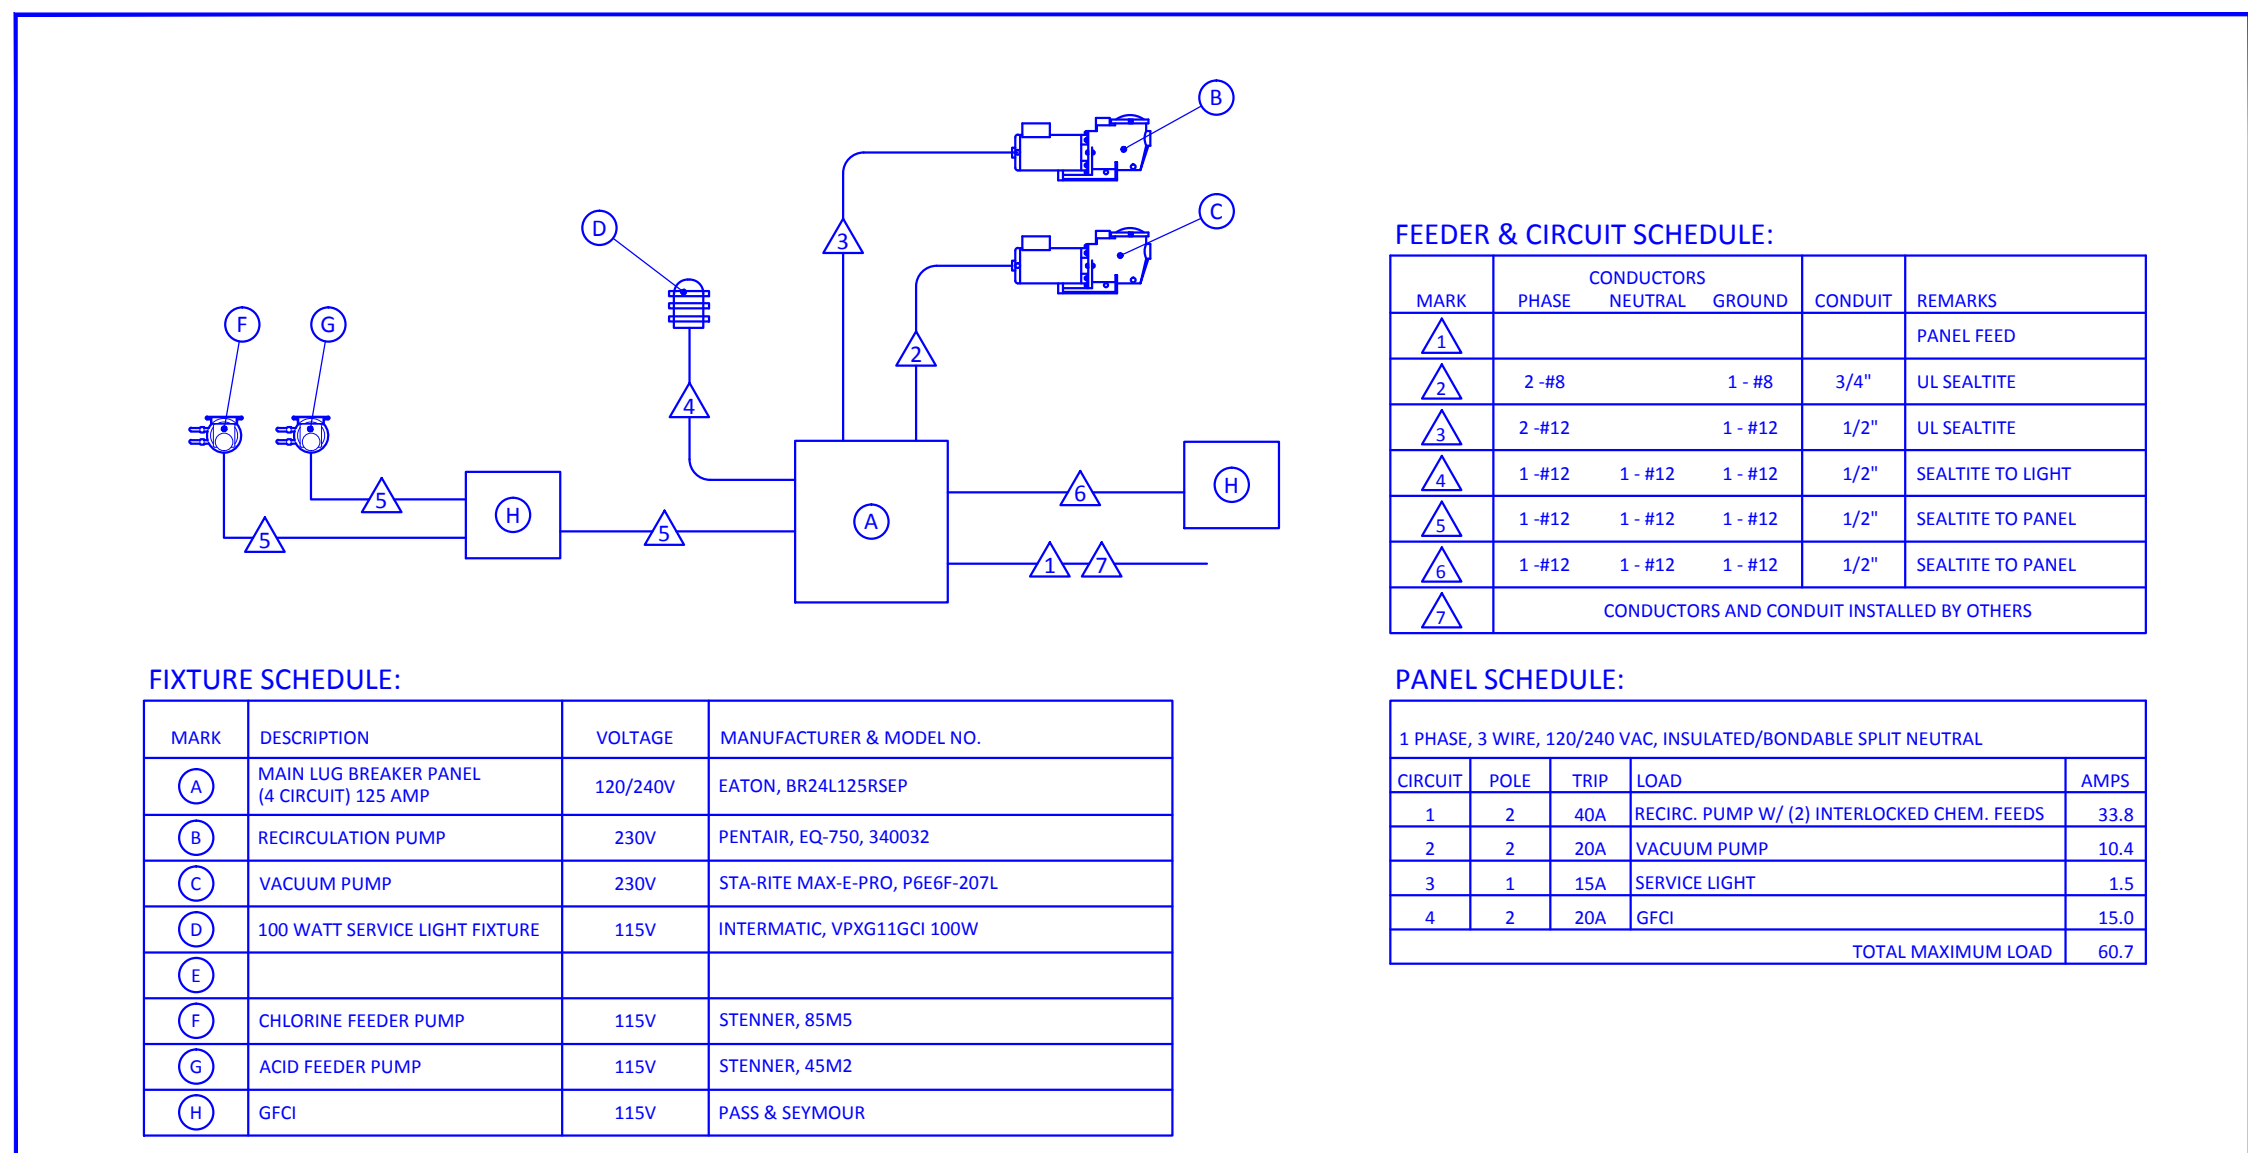 B
C
D
3
F
G
2
4
5
H
6
H
A
5
5
1
7
FEEDER & CIRCUIT SCHEDULE:
CONDUCTORS
MARK PHASE NEUTRAL GROUND CONDUIT REMARKS
1 PANEL FEED
2 2 -#8 1 - #8 3/4" UL SEALTITE
3 2 -#12 1 - #12 1/2" UL SEALTITE
4 1 -#12 1 - #12 1 - #12 1/2" SEALTITE TO LIGHT
5 1 -#12 1 - #12 1 - #12 1/2" SEALTITE TO PANEL
6 1 -#12 1 - #12 1 - #12 1/2" SEALTITE TO PANEL
7 CONDUCTORS AND CONDUIT INSTALLED BY OTHERS
FIXTURE SCHEDULE:
MARK DESCRIPTION VOLTAGE MANUFACTURER & MODEL NO.
A MAIN LUG BREAKER PANEL
(4 CIRCUIT) 125 AMP 120/240V EATON, BR24L125RSEP
B RECIRCULATION PUMP 230V PENTAIR, EQ-750, 340032
C VACUUM PUMP 230V STA-RITE MAX-E-PRO, P6E6F-207L
D 100 WATT SERVICE LIGHT FIXTURE 115V INTERMATIC, VPXG11GCI 100W
E
F CHLORINE FEEDER PUMP 115V STENNER, 85M5
G ACID FEEDER PUMP 115V STENNER, 45M2
H GFCI 115V PASS & SEYMOUR
PANEL SCHEDULE:
1 PHASE, 3 WIRE, 120/240 VAC, INSULATED/BONDABLE SPLIT NEUTRAL
CIRCUIT POLE TRIP LOAD AMPS
1 2 40A RECIRC. PUMP W/ (2) INTERLOCKED CHEM. FEEDS 33.8
2 2 20A VACUUM PUMP 10.4
3 1 15A SERVICE LIGHT 1.5
4 2 20A GFCI 15.0
TOTAL MAXIMUM LOAD 60.7